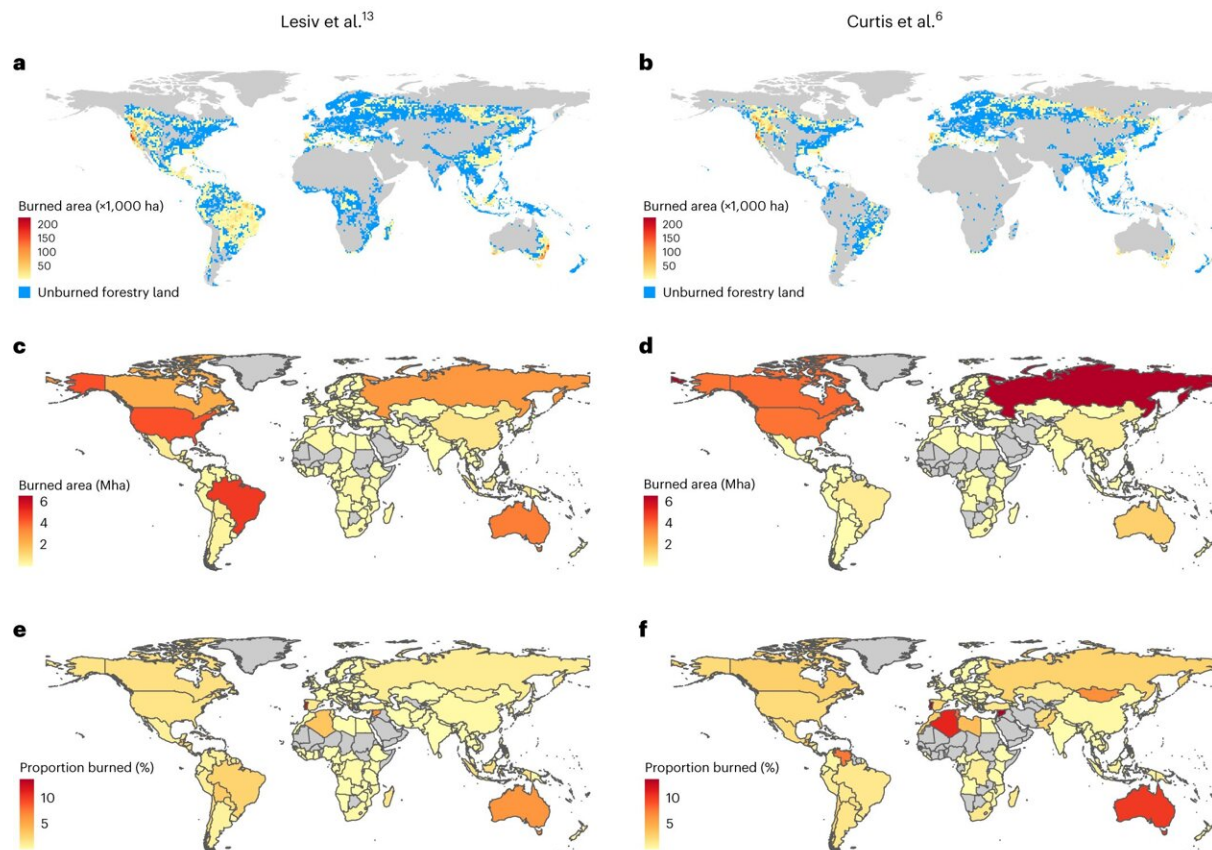 Lesiv et al.13
Curtis et al.6
a
b
Burned area (×1,000 ha)
200
150
100
50
Unburned forestry land
Burned area (×1,000 ha)
200
150
100
50
Unburned forestry land
c
d
Burned area (Mha)
6
4
2
Burned area (Mha)
6
4
2
e
f
Proportion burned (%)
10
5
Proportion burned (%)
10
5